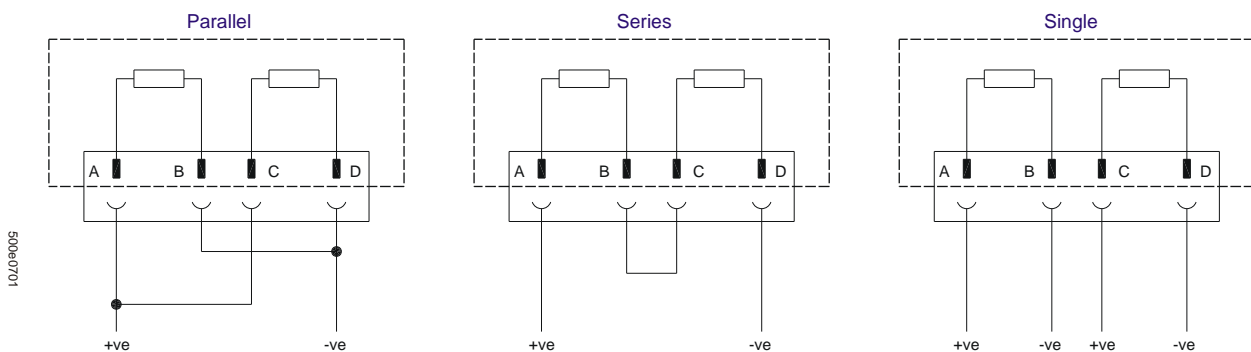 Parallel
Series
Single
A B C D
A B C D
A B C D
500e0701
+ve -ve
+ve -ve
+ve -ve +ve -ve